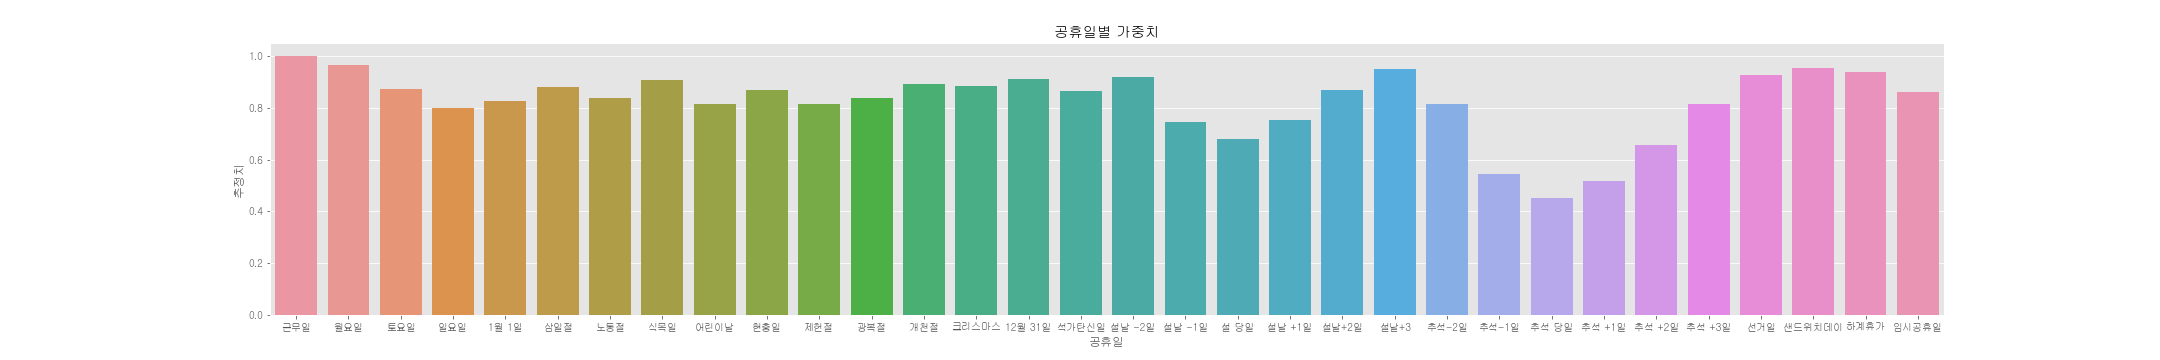 공휴일별 가중치
1.0
0.8
0.6
0.4
0.2
0.0
추정치
근무일 월요일 토요일 일요일 1월 1일 삼일절 노동절 식목일 어린이날 현충일 제헌절 광복절 개천절 크리스마스 12월 31일 석가탄신일 설날 -2일 설날 -1일 설 당일 설날 +1일 설날+2일 설날+3 추석-2일 추석-1일 추석 당일 추석 +1일 추석 +2일 추석 +3일 선거일 샌드위치데이 하계휴가 임시공휴일
공휴일